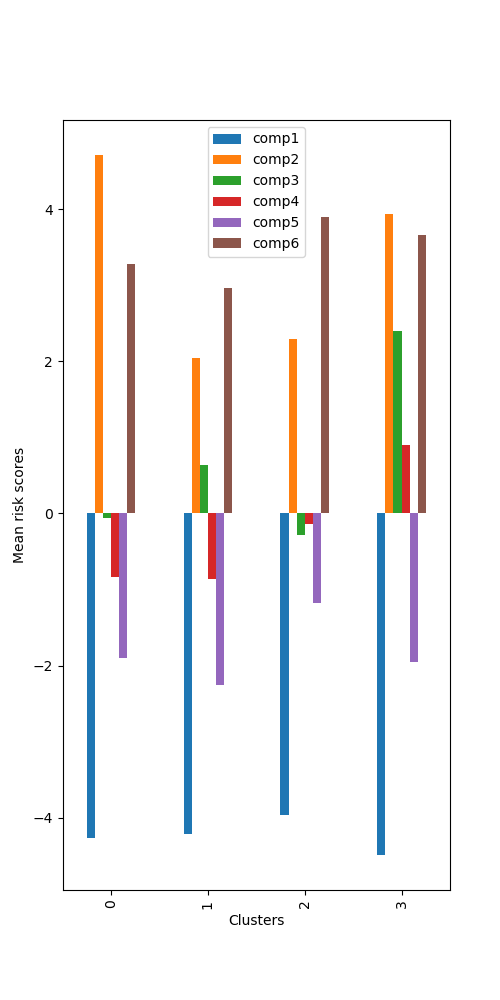 comp1
comp2
comp3
comp4
comp5
comp6
4
2
0
−2
−4
Mean risk scores
0
1
2
3
Clusters